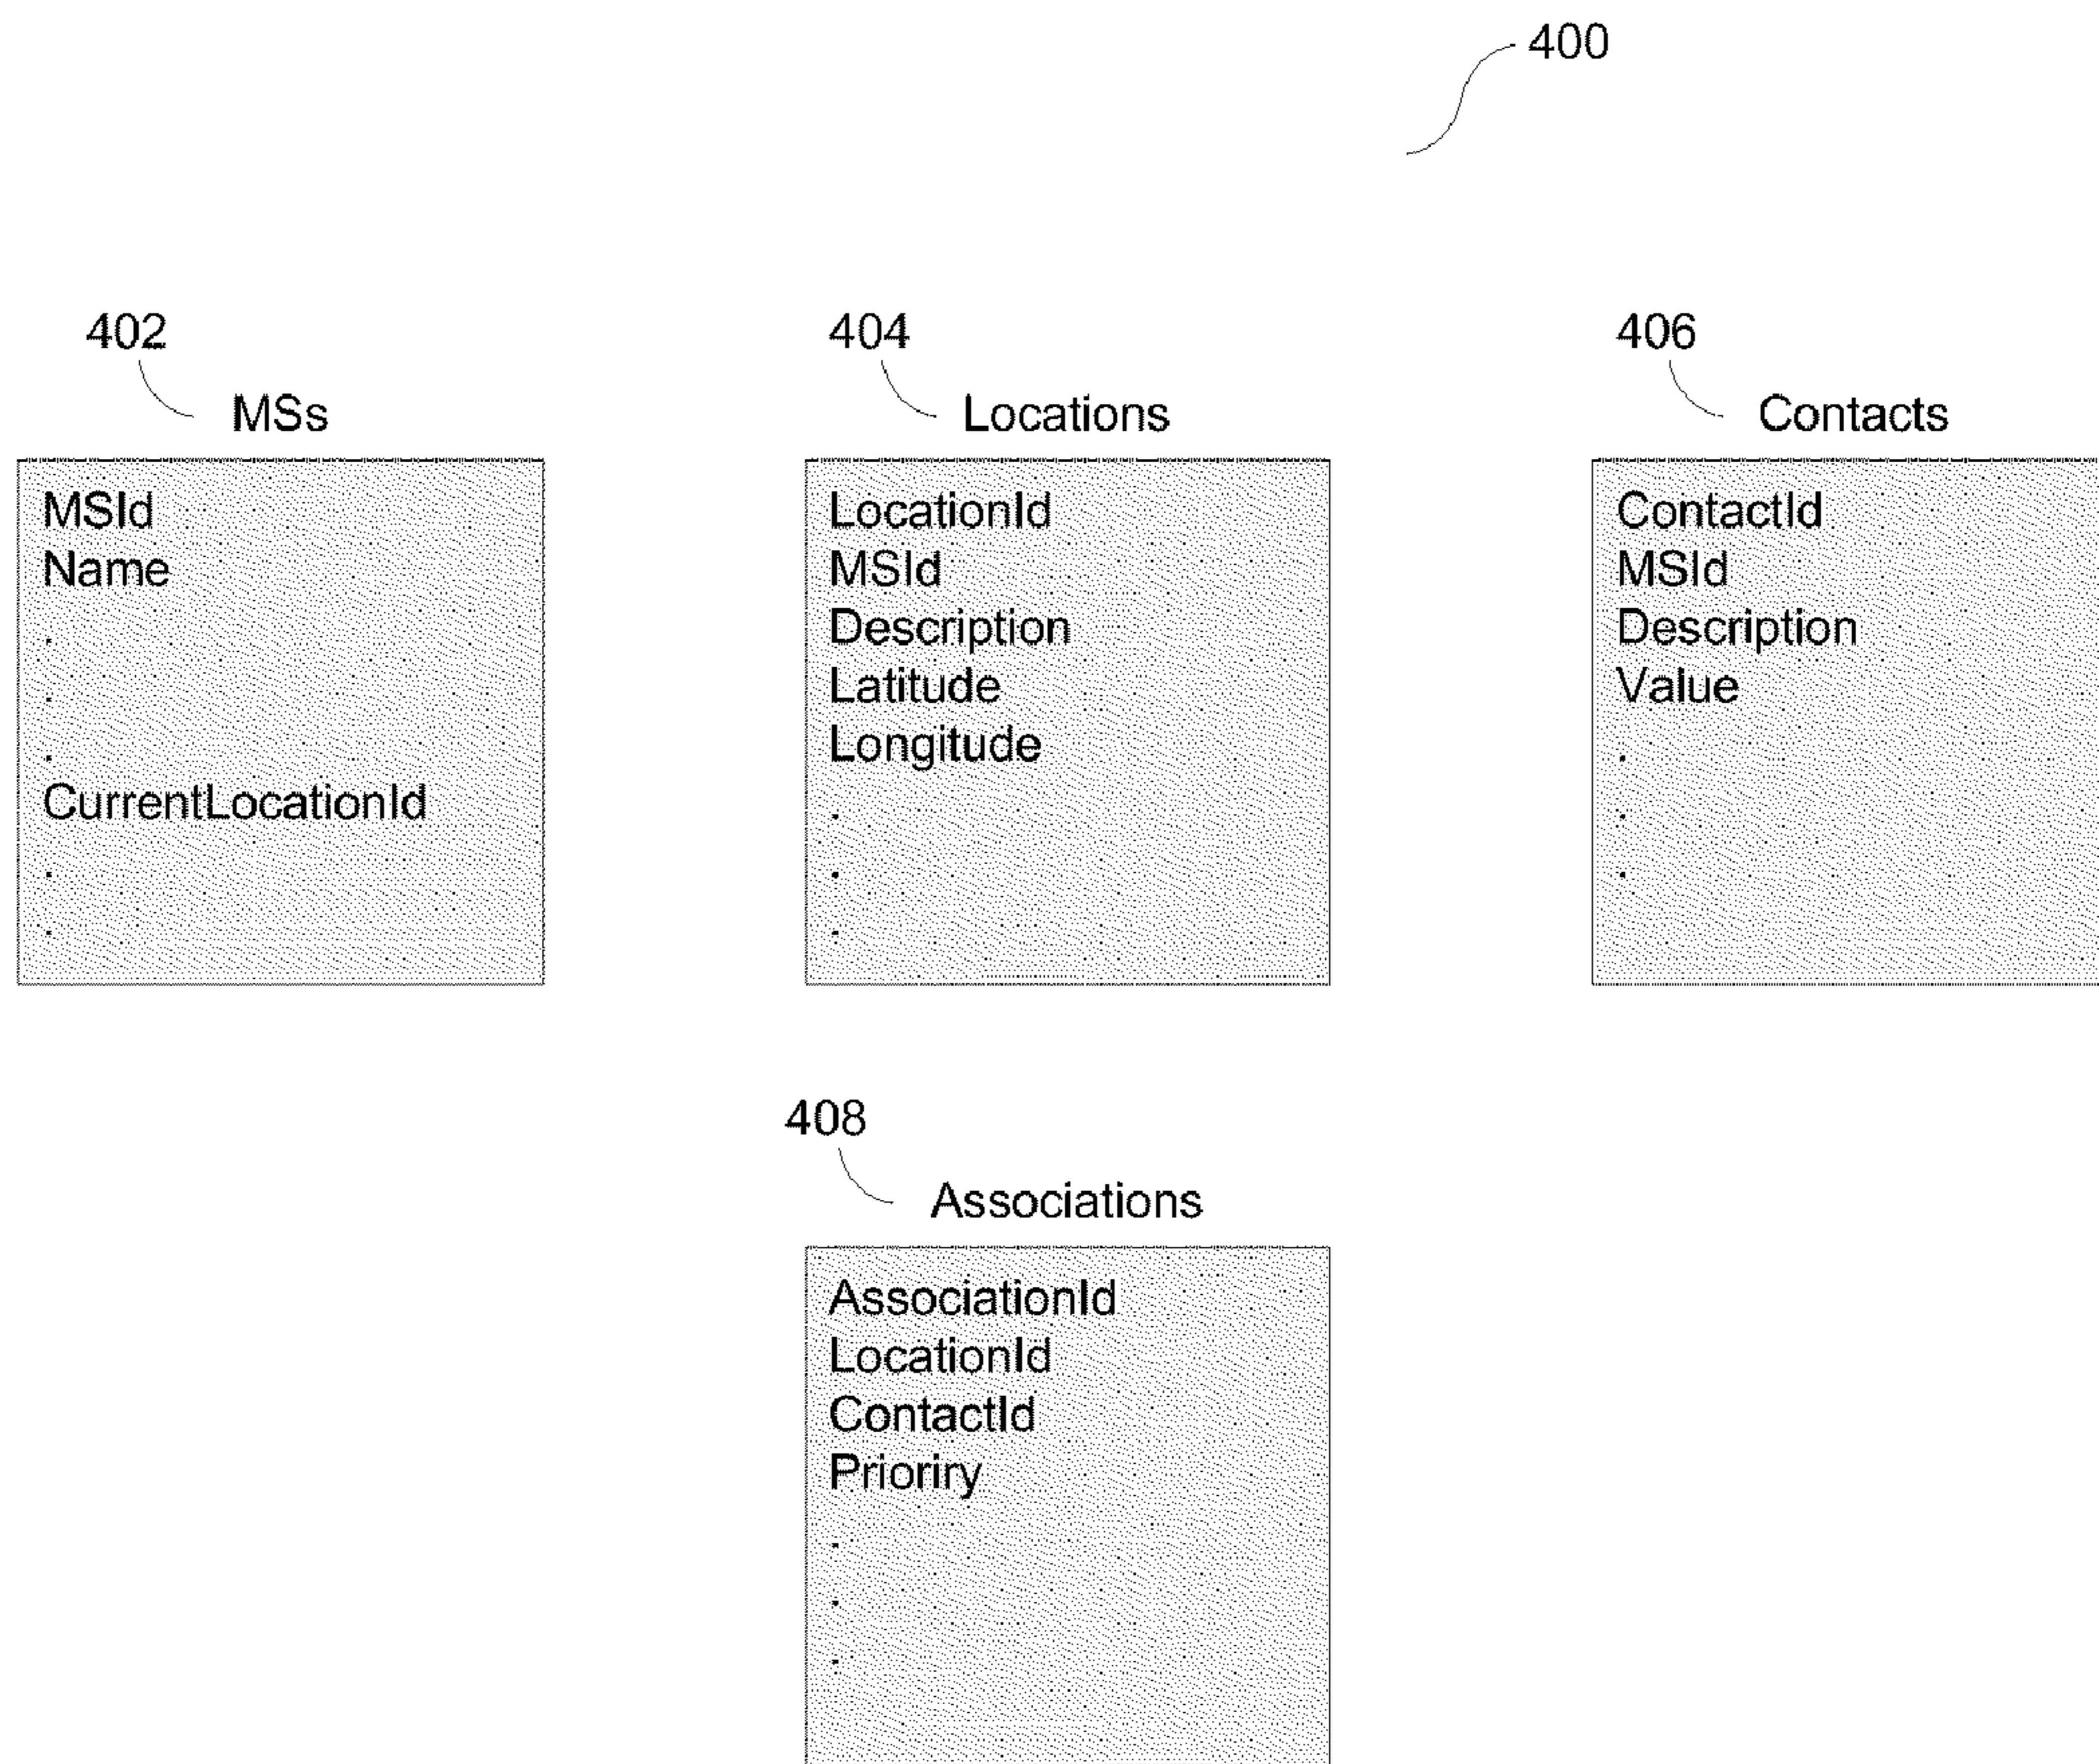 400
402
MSs
MSId
Name
.
.
.
CurrentLocationId
.
.
404
Locations
LocationId
MSId
Description
Latitude
Longitude
.
.
.
406
Contacts
ContactId
MSId
Description
Value
.
.
.
408
Associations
AssociationId
LocationId
ContactId
Prioriry
.
.
.